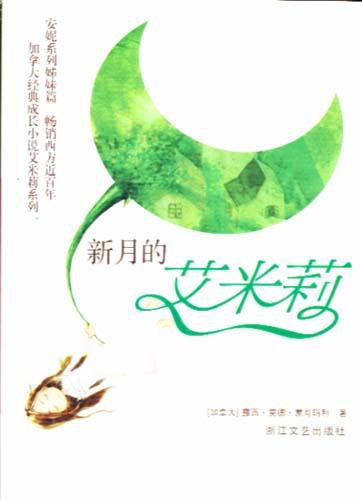 安妮系列姊妹篇 畅销西方近百年
加拿大经典成长小说艾米莉系列.
新月的
艾米莉
[加拿大] 露西·莫德·蒙哥玛利 著
浙江文艺出版社